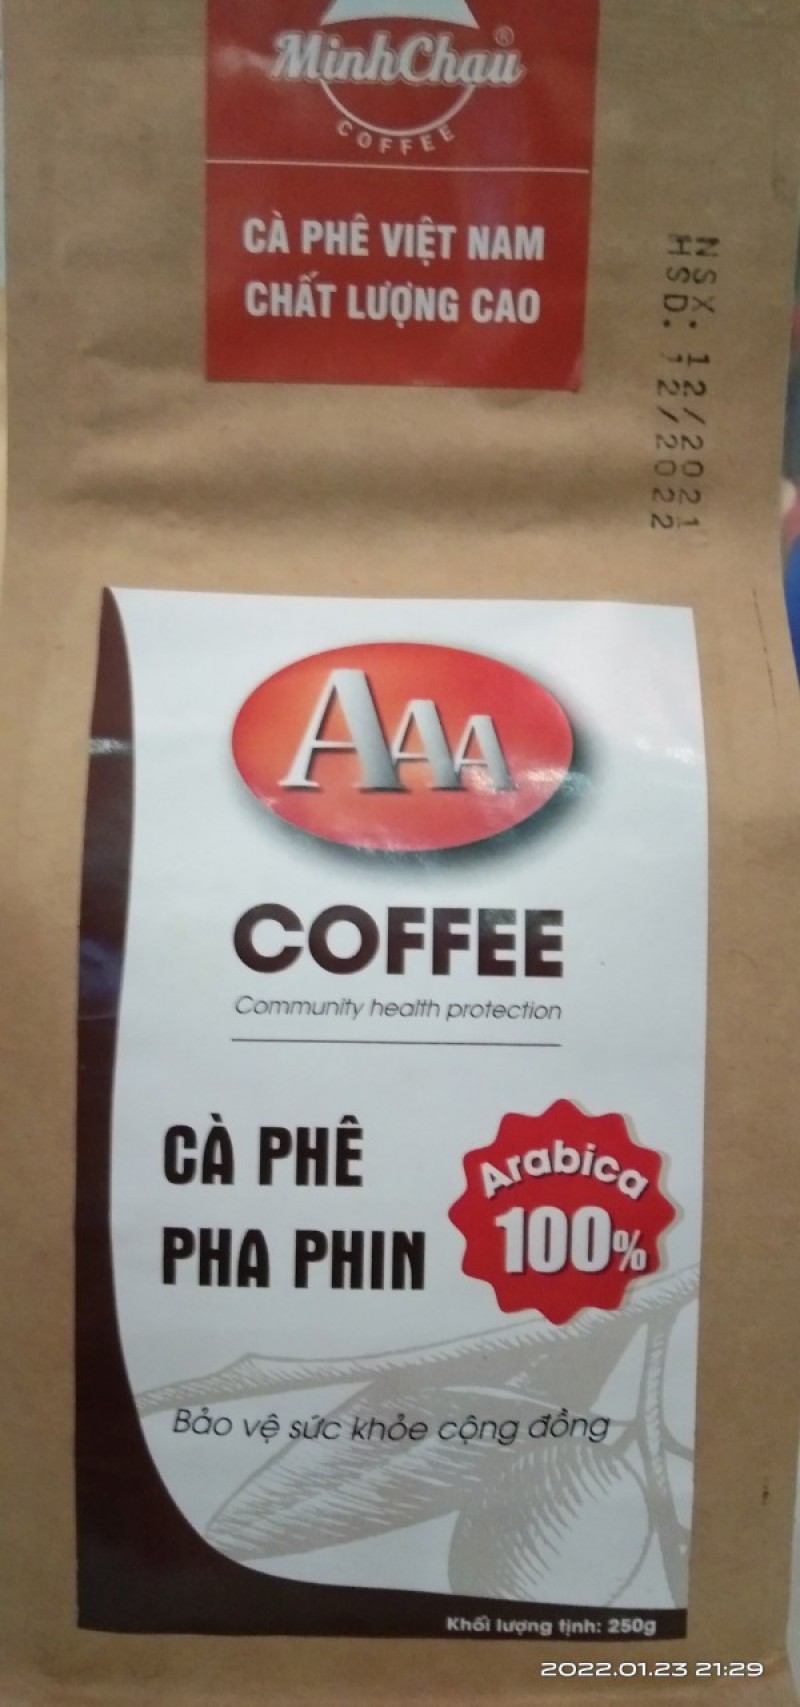 MinhChau®
COFFEE
CÀ PHÊ VIỆT NAM
CHẤT LƯỢNG CAO
NSX: 12/2021
HSD: 12/2022
AAA
COFFEE
Community health protection
CÀ PHÊ
PHA PHIN
Arabica
100%
Bảo vệ sức khỏe cộng đồng
Khối lượng tịnh: 250g
2022.01.23 21:29